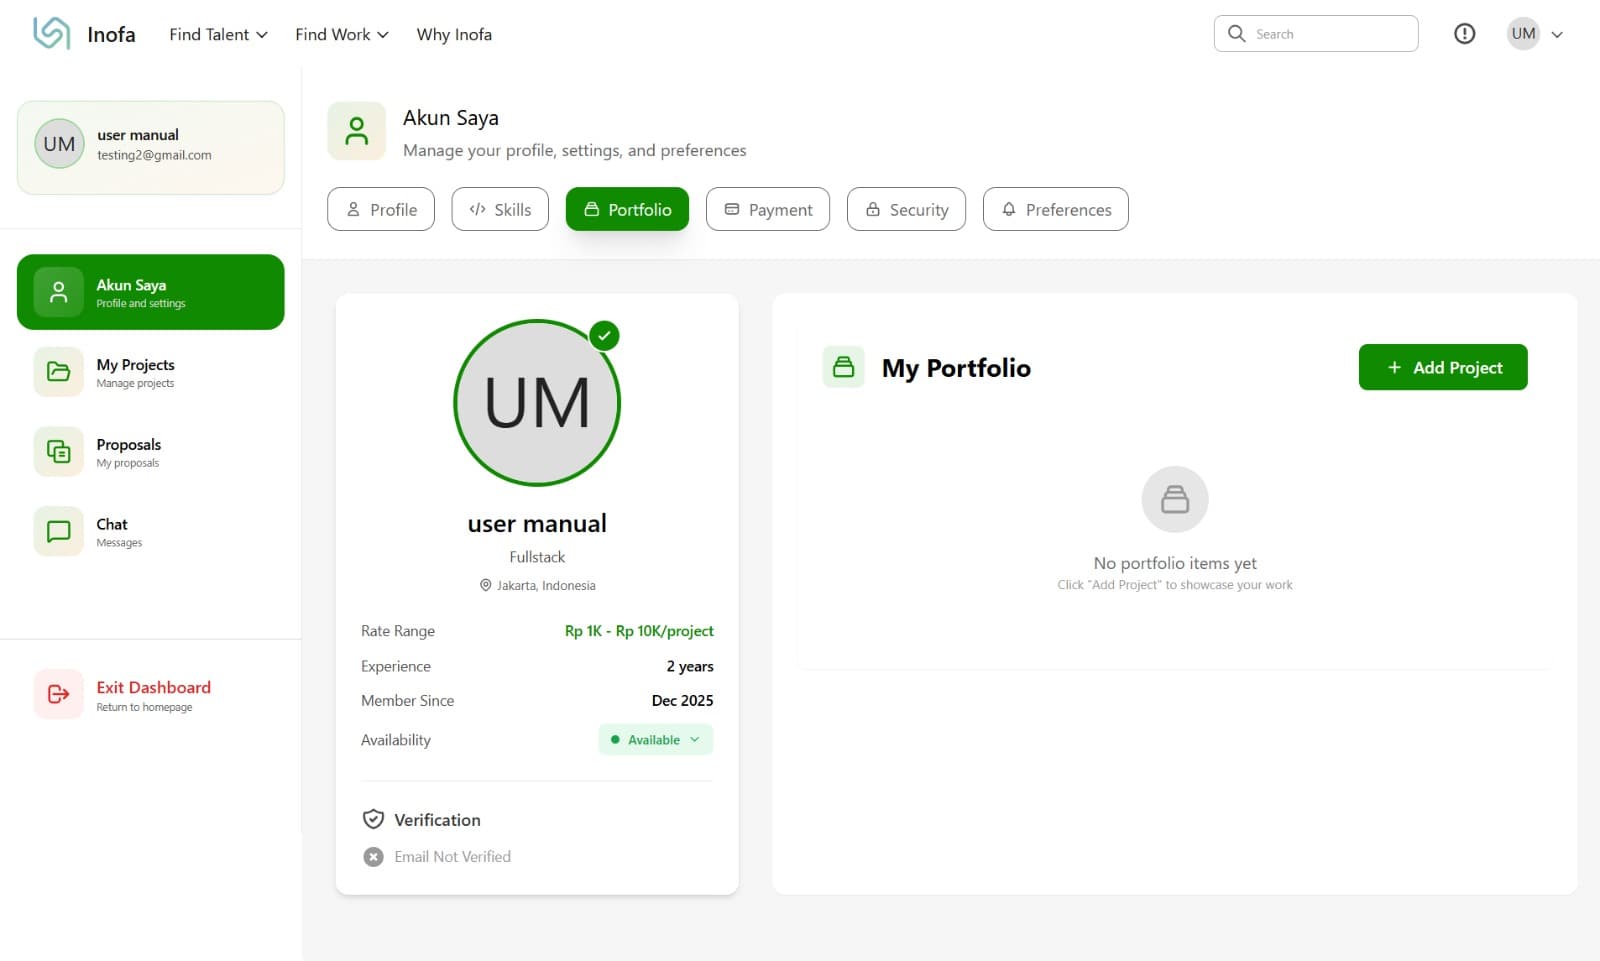 Inofa
Find Talent
Find Work
Why Inofa
Search
UM
UM
user manual
testing2@gmail.com
Akun Saya
Profile and settings
My Projects
Manage projects
Proposals
My proposals
Chat
Messages
Exit Dashboard
Return to homepage
Akun Saya
Manage your profile, settings, and preferences
Profile
Skills
Portfolio
Payment
Security
Preferences
UM
user manual
Fullstack
Jakarta, Indonesia
Rate Range Rp 1K - Rp 10K/project
Experience 2 years
Member Since Dec 2025
Availability Available
Verification
Email Not Verified
My Portfolio
+ Add Project
No portfolio items yet
Click "Add Project" to showcase your work